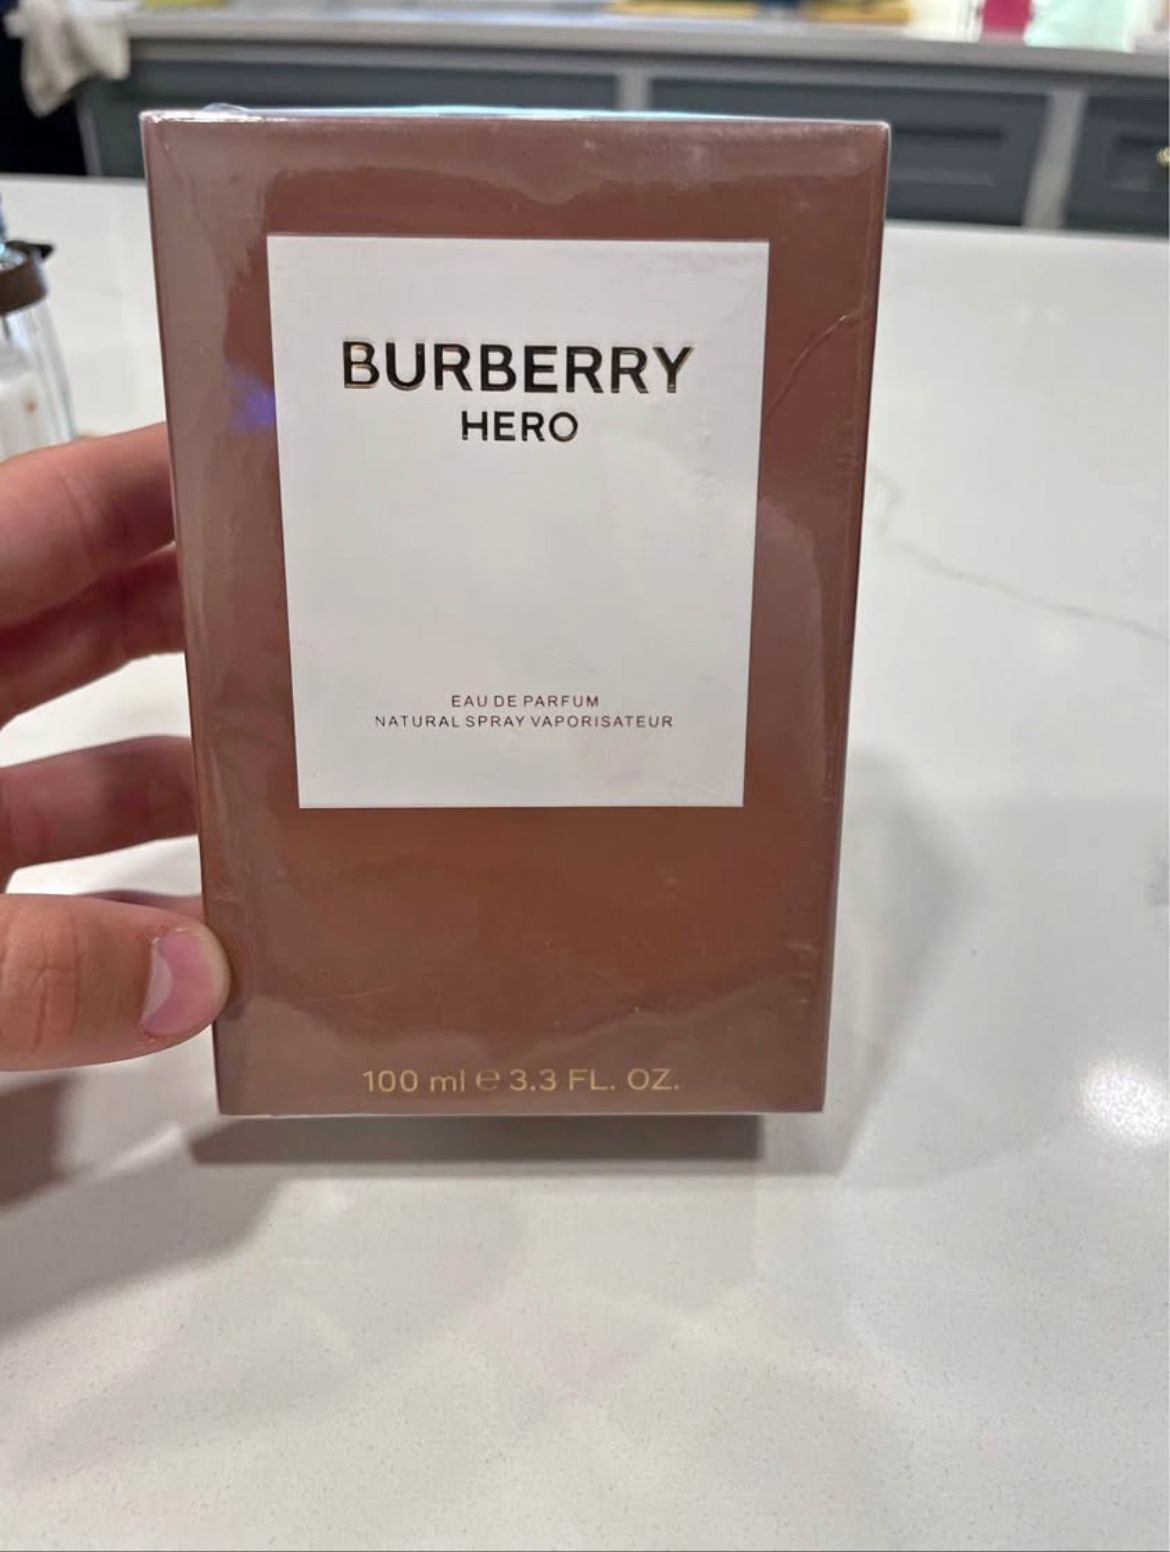 BURBERRY
HERO
EAU DE PARFUM
NATURAL SPRAY VAPORISATEUR
100 ml ℮ 3.3 FL. OZ.